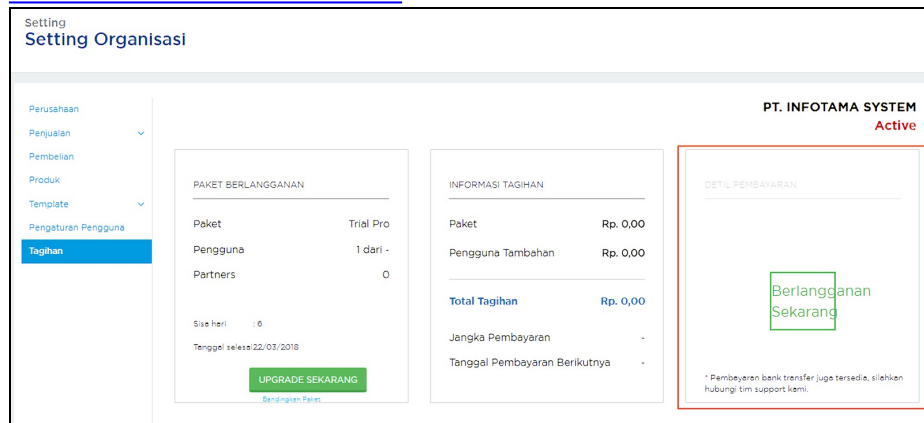 Setting
Setting Organisasi
PT. INFOTAMA SYSTEM
Active
Perusahaan
Penjualan
Pembelian
Produk
Template
Pengaturan Pengguna
Tagihan
PAKET BERLANGGANAN
Paket Trial Pro
Pengguna 1 dari -
Partners 0
Sisa hari : 6
Tanggal selesai22/03/2018
UPGRADE SEKARANG
Bandingkan Paket
INFORMASI TAGIHAN
Paket Rp. 0,00
Pengguna Tambahan Rp. 0,00
Total Tagihan Rp. 0,00
Jangka Pembayaran -
Tanggal Pembayaran Berikutnya -
DETIL PEMBAYARAN
Berlangganan
Sekarang
* Pembayaran bank transfer juga tersedia, silahkan
hubungi tim support kami.